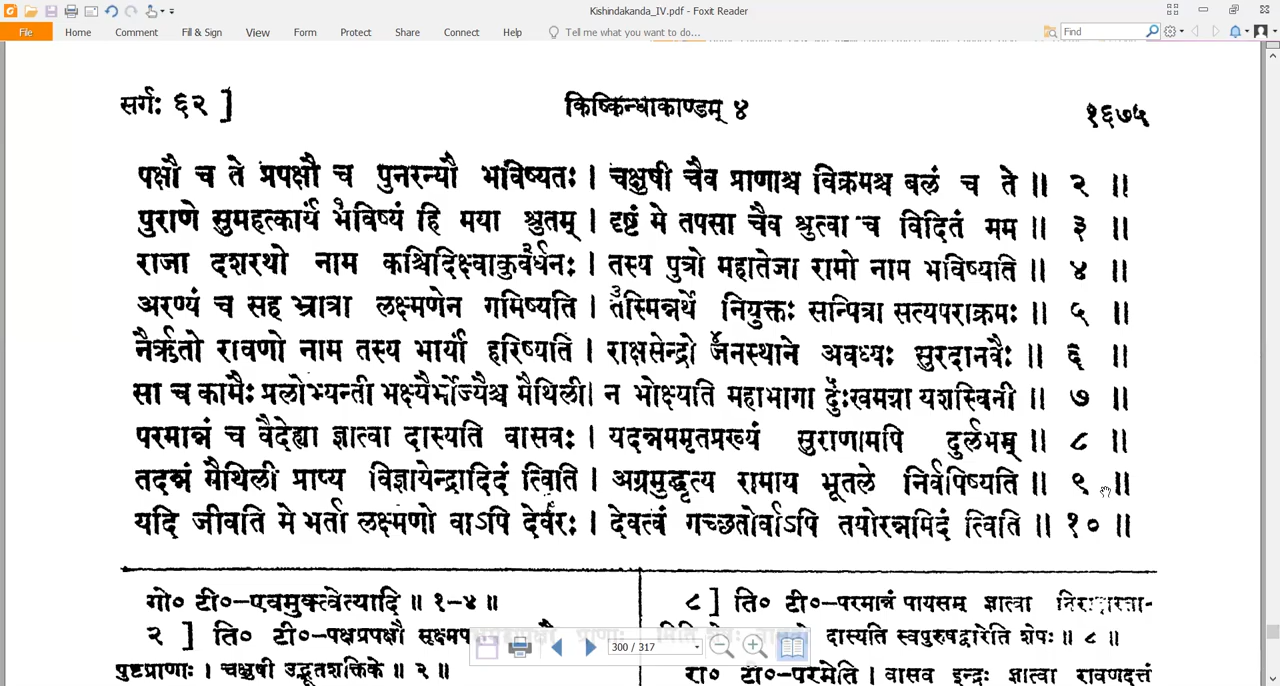 Kishindakanda_IV.pdf - Foxit Reader
File Home Comment Fill & Sign View Form Protect Share Connect Help Tell me what you want to do... Find
सर्गः ६२ ] किष्किन्धाकाण्डम् ४ १६७५
पक्षौ च ते प्रपक्षौ च पुनरन्यौ भविष्यतः । चक्षुषी चैव प्राणाश्च विक्रमश्च बलं च ते ॥ २ ॥
पुराणे सुमहत्कार्यं भविष्यं हि मया श्रुतम् । दृष्टं मे तपसा चैव श्रुत्वा च विदितं मम ॥ ३ ॥
राजा दशरथो नाम कश्चिदिक्ष्वाकुवर्धनः । तस्य पुत्रो महातेजा रामो नाम भविष्यति ॥ ४ ॥
अरण्यं च सह भ्रात्रा लक्ष्मणेन गमिष्यति । तस्मिन्नर्थे नियुक्तः सन्पित्रा सत्यपराक्रमः ॥ ५ ॥
नैर्ऋतो रावणो नाम तस्य भार्यां हरिष्यति । राक्षसेन्द्रो जनस्थाने अवध्यः सुरदानवैः ॥ ६ ॥
सा च कामैः प्रलोभ्यन्ती भक्ष्यैर्भोज्यैश्च मैथिली । न भोक्ष्यति महाभागा दुःखमग्ना यशस्विनी ॥ ७ ॥
परमान्नं च वैदेह्या ज्ञात्वा दास्यति वासवः । यदन्नममृतप्रख्यं सुराणामपि दुर्लभम् ॥ ८ ॥
तदन्नं मैथिली प्राप्य विज्ञायेन्द्रादिदं त्विति । अग्रमुद्धृत्य रामाय भूतले निर्वपिष्यति ॥ ९ ॥
यदि जीवति मे भर्ता लक्ष्मणो वाऽपि देवरः । देवत्वं गच्छतोर्वाऽपि तयोरन्नमिदं त्विति ॥ १० ॥
गो० टी०-एवमुक्त्वेत्यादि ॥ १-४ ॥
२ ] ति० टी०-पक्षप्रपक्षौ
पुष्टप्राणाः । चक्षुषी उद्भूतशक्तिके ॥ २ ॥
८ ] ति० टी०-परमान्नं पायसम् ज्ञात्वा
दास्यति स्वपुरुषद्वारेति शेषः ॥ ८ ॥
रा० टी०-परमेति । वासव इन्द्रः ज्ञात्वा रावणदत्तं
300 / 317